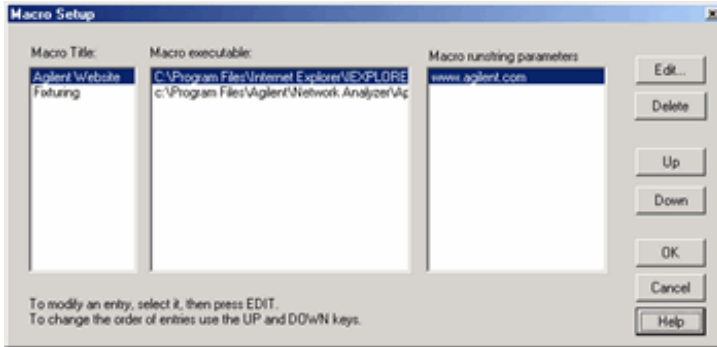 Macro Setup
Macro Title:
Macro executable:
Macro runstring parameters
Agilent Website
C:\Program Files\Internet Explorer\IEXPLORE
www.agilent.com
Fixturing
c:\Program Files\Agilent\Network Analyzer\Ap
Edit...
Delete
Up
Down
OK
Cancel
Help
To modify an entry, select it, then press EDIT.
To change the order of entries use the UP and DOWN keys.